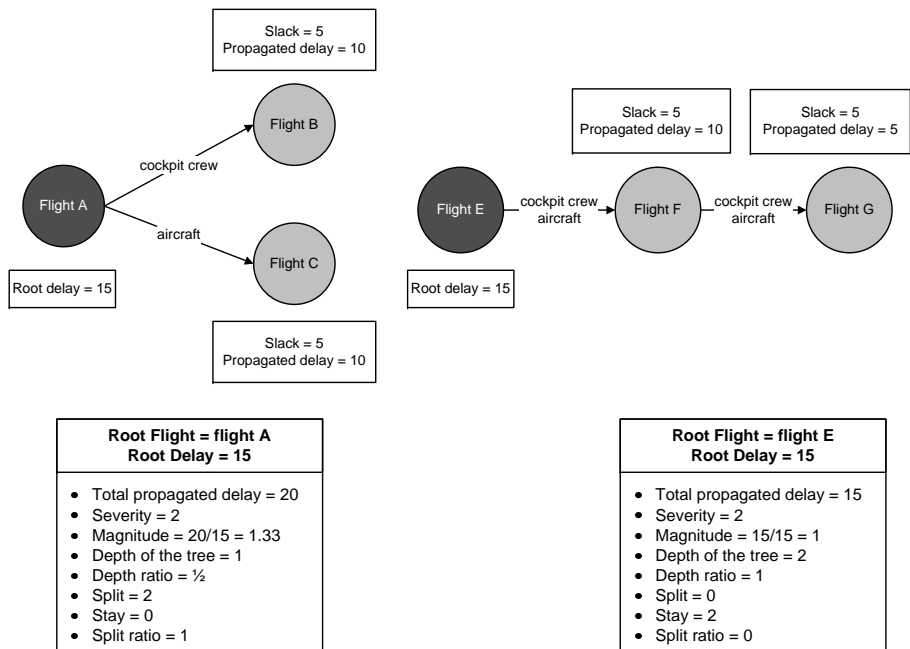 Slack = 5
Propagated delay = 10
Flight B
cockpit crew
Flight A
aircraft
Flight C
Root delay = 15
Slack = 5
Propagated delay = 10
Slack = 5
Propagated delay = 10
Slack = 5
Propagated delay = 5
Flight E
cockpit crew
aircraft
Flight F
cockpit crew
aircraft
Flight G
Root delay = 15
Root Flight = flight A
Root Delay = 15
• Total propagated delay = 20
• Severity = 2
• Magnitude = 20/15 = 1.33
• Depth of the tree = 1
• Depth ratio = ½
• Split = 2
• Stay = 0
• Split ratio = 1
Root Flight = flight E
Root Delay = 15
• Total propagated delay = 15
• Severity = 2
• Magnitude = 15/15 = 1
• Depth of the tree = 2
• Depth ratio = 1
• Split = 0
• Stay = 2
• Split ratio = 0